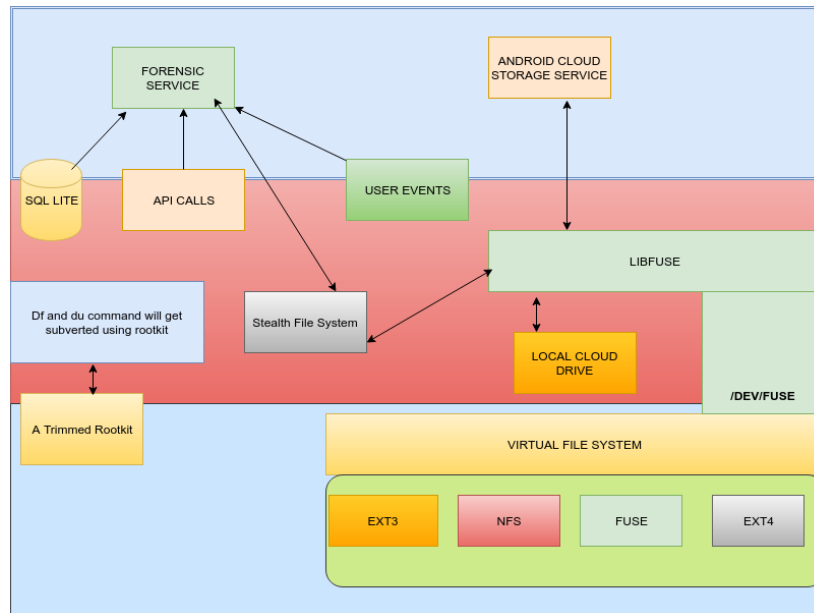 FORENSIC
SERVICE
ANDROID CLOUD
STORAGE SERVICE
SQL LITE
API CALLS
USER EVENTS
LIBFUSE
Df and du command will get
subverted using rootkit
Stealth File System
LOCAL CLOUD
DRIVE
/DEV/FUSE
A Trimmed Rootkit
VIRTUAL FILE SYSTEM
EXT3
NFS
FUSE
EXT4